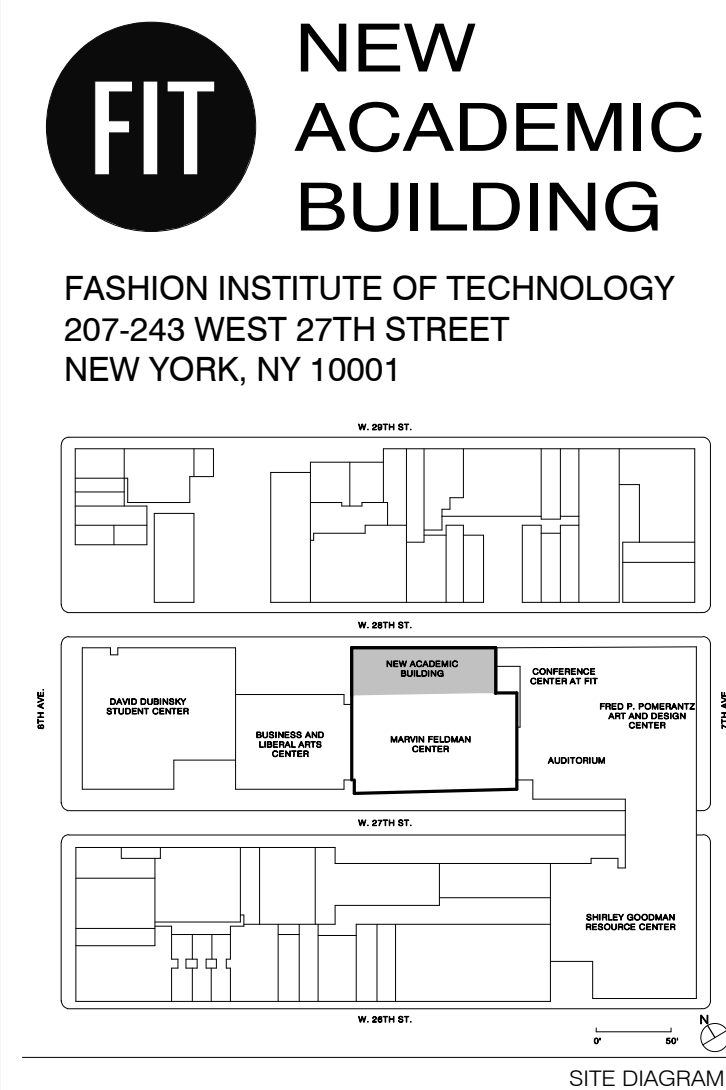 FIT
NEW
ACADEMIC
BUILDING
FASHION INSTITUTE OF TECHNOLOGY
207-243 WEST 27TH STREET
NEW YORK, NY 10001
W. 29TH ST.
W. 28TH ST.
8TH AVE.
DAVID DUBINSKY
STUDENT CENTER
BUSINESS AND
LIBERAL ARTS
CENTER
NEW ACADEMIC
BUILDING
MARVIN FELDMAN
CENTER
CONFERENCE
CENTER AT FIT
FRED P. POMERANTZ
ART AND DESIGN
CENTER
AUDITORIUM
7TH AVE
W. 27TH ST.
SHIRLEY GOODMAN
RESOURCE CENTER
W. 26TH ST.
0'
50'
N
SITE DIAGRAM